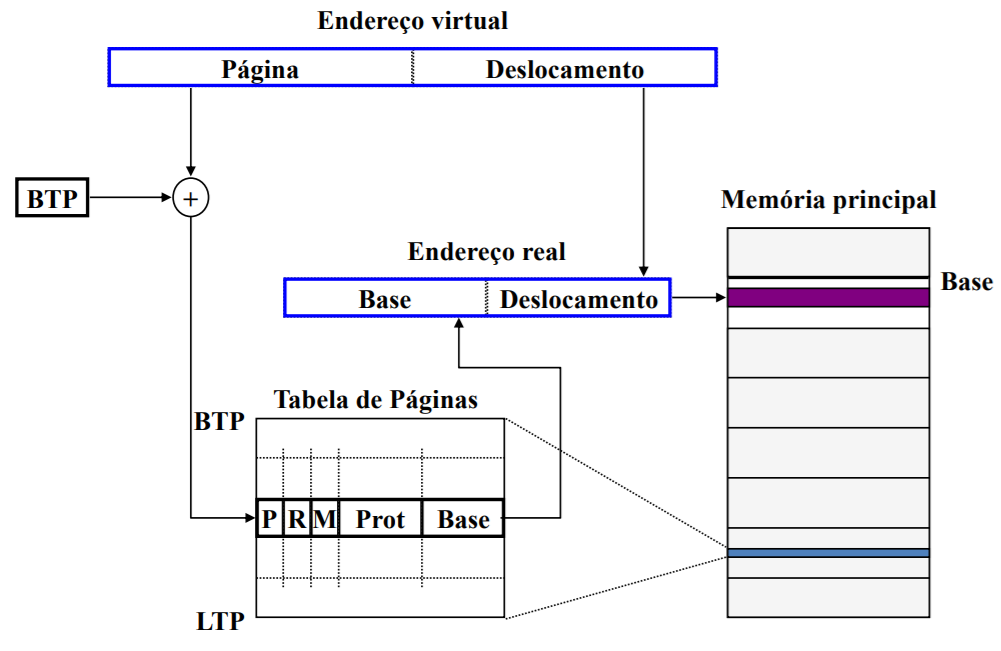 Endereço virtual
Página Deslocamento
BTP
+
Memória principal
Endereço real
Base Deslocamento
Base
Tabela de Páginas
BTP
P R M Prot Base
LTP